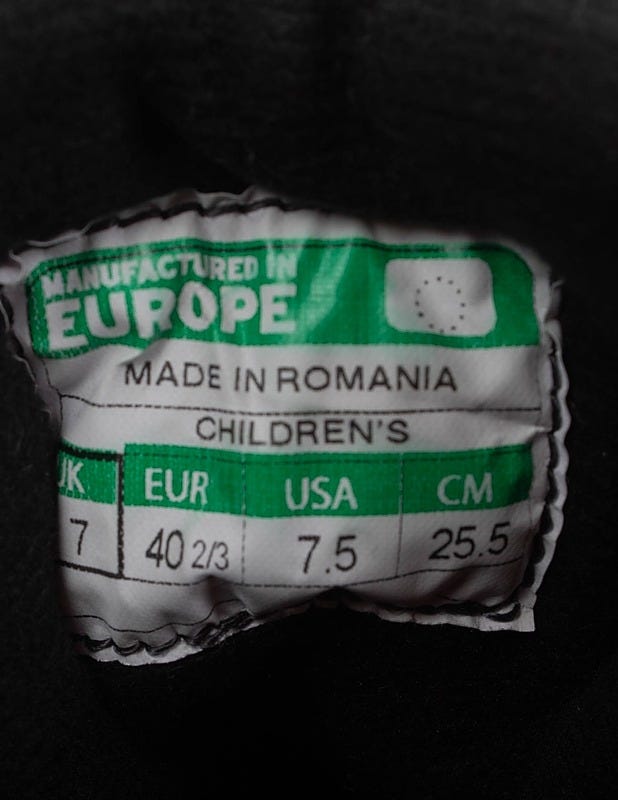 MANUFACTURED IN
EUROPE
MADE IN ROMANIA
CHILDREN'S
UK EUR USA CM
7 40 2/3 7.5 25.5